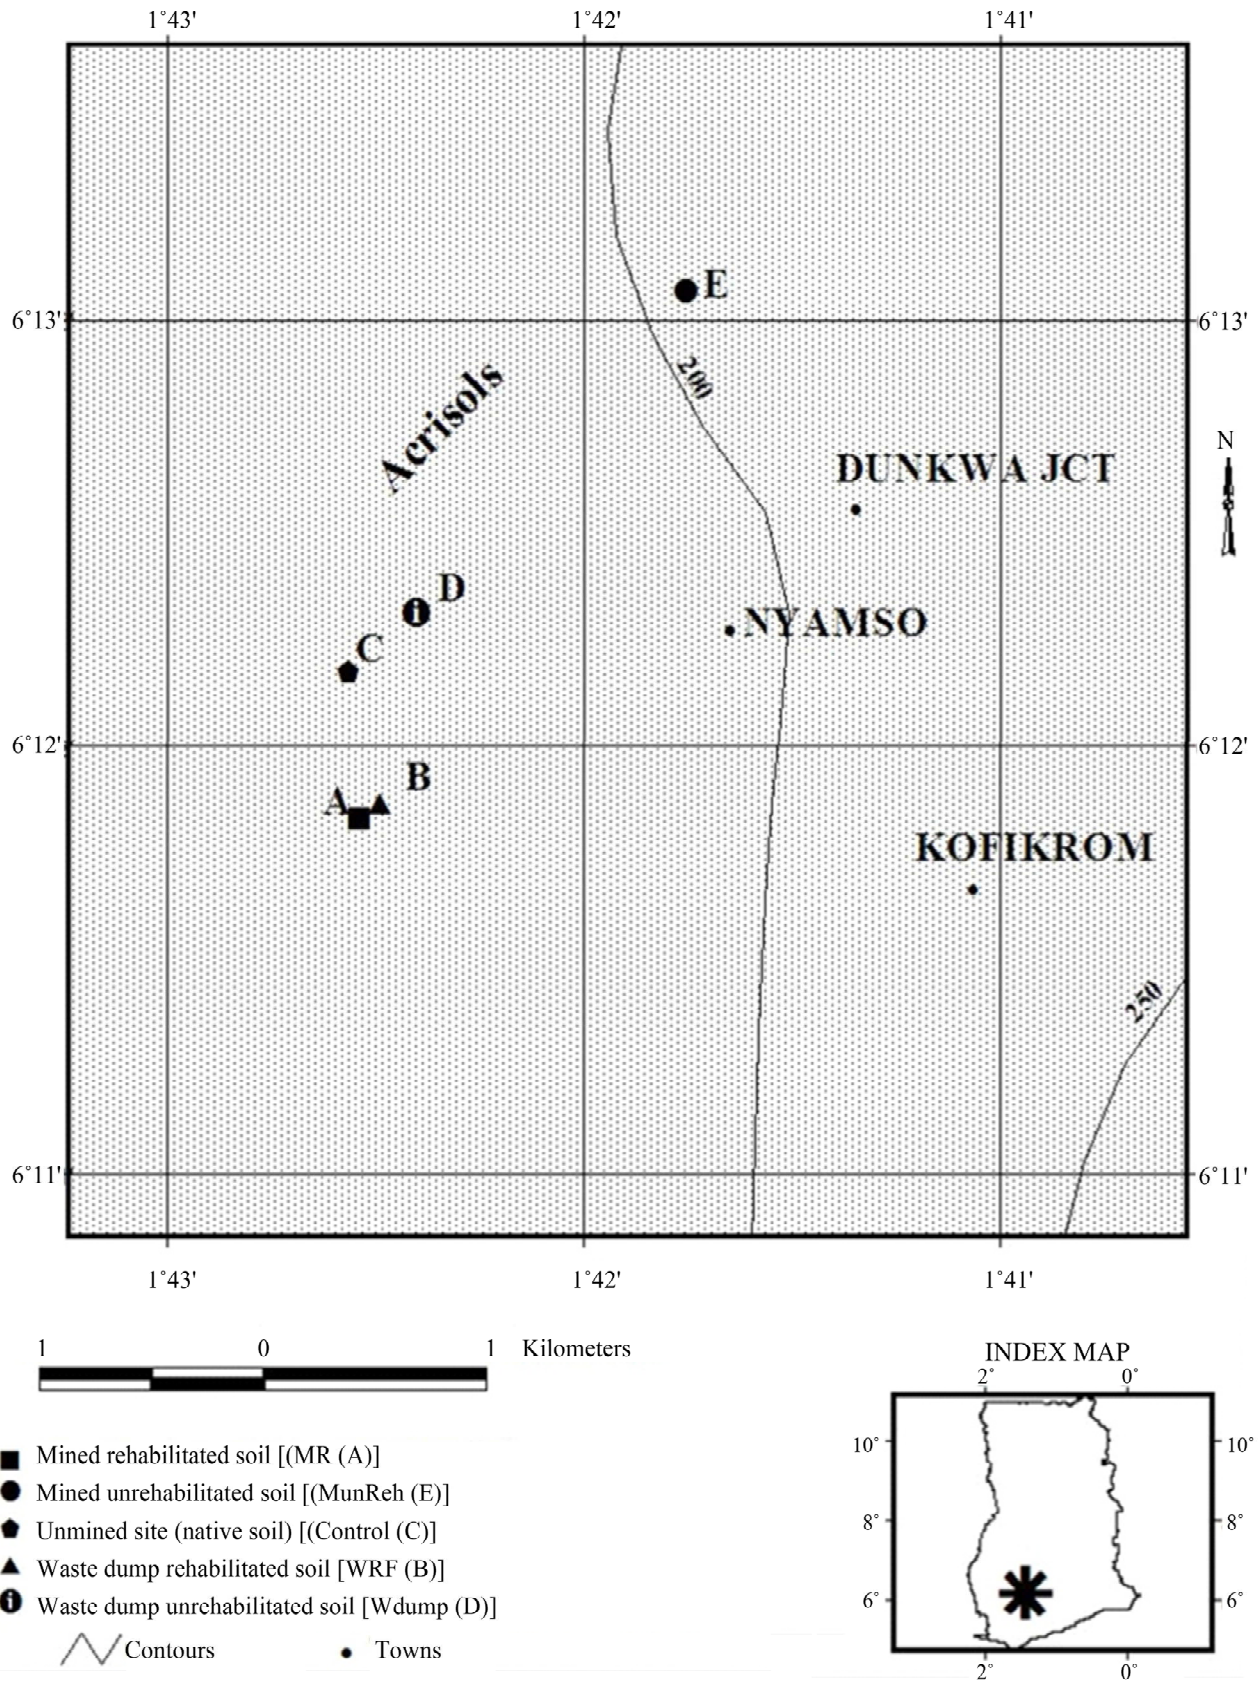 1˚43' 1˚42' 1˚41'
E
6˚13' 6˚13'
200
Acrisols
N
DUNKWA JCT
D
NYAMSO
C
6˚12' 6˚12'
B
A
KOFIKROM
250
6˚11' 6˚11'
1˚43' 1˚42' 1˚41'
1 0 1 Kilometers
INDEX MAP
2˚ 0˚
10˚ 10˚
8˚ 8˚
6˚ 6˚
2˚ 0˚
Mined rehabilitated soil [(MR (A)]
Mined unrehabilitated soil [(MunReh (E)]
Unmined site (native soil) [(Control (C)]
Waste dump rehabilitated soil [WRF (B)]
Waste dump unrehabilitated soil [Wdump (D)]
Contours Towns